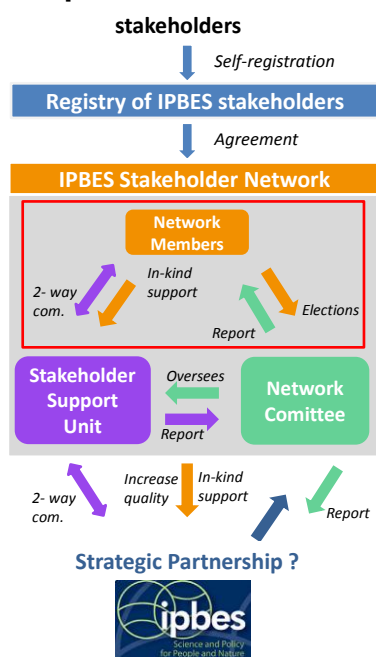 stakeholders
Self-registration
Registry of IPBES stakeholders
Agreement
IPBES Stakeholder Network
Network
Members
2- way
com.
In-kind
support
Elections
Report
Stakeholder
Support
Unit
Oversees
Report
Network
Comittee
2- way
com.
Increase
quality
In-kind
support
Report
Strategic Partnership ?
ipbes
Science and Policy
for People and Nature